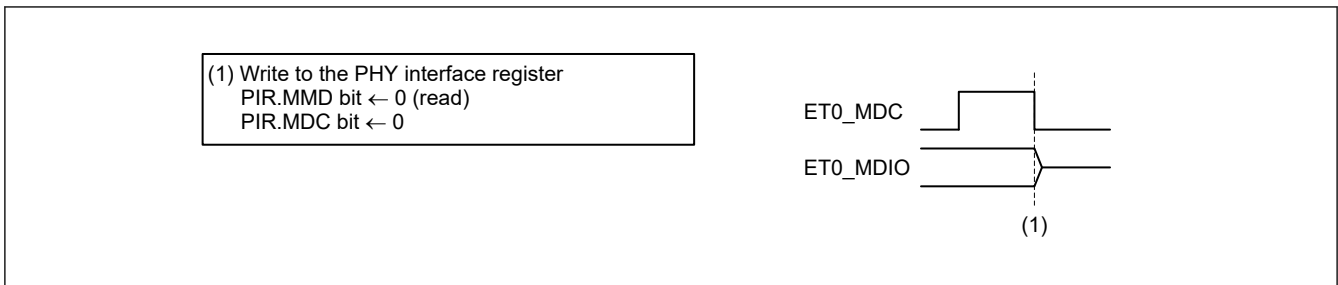 (1) Write to the PHY interface register
PIR.MMD bit ← 0 (read)
PIR.MDC bit ← 0
ET0_MDC
ET0_MDIO
(1)